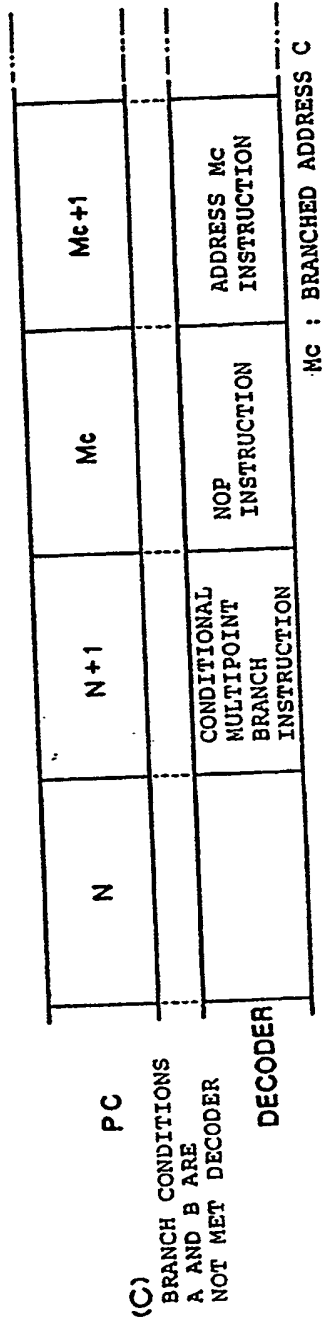 (C)
BRANCH CONDITIONS
A AND B ARE
NOT MET DECODER
PC
N
N+1
Mc
Mc+1
DECODER
CONDITIONAL
MULTIPOINT
BRANCH
INSTRUCTION
NOP
INSTRUCTION
ADDRESS Mc
INSTRUCTION
Mc : BRANCHED ADDRESS C